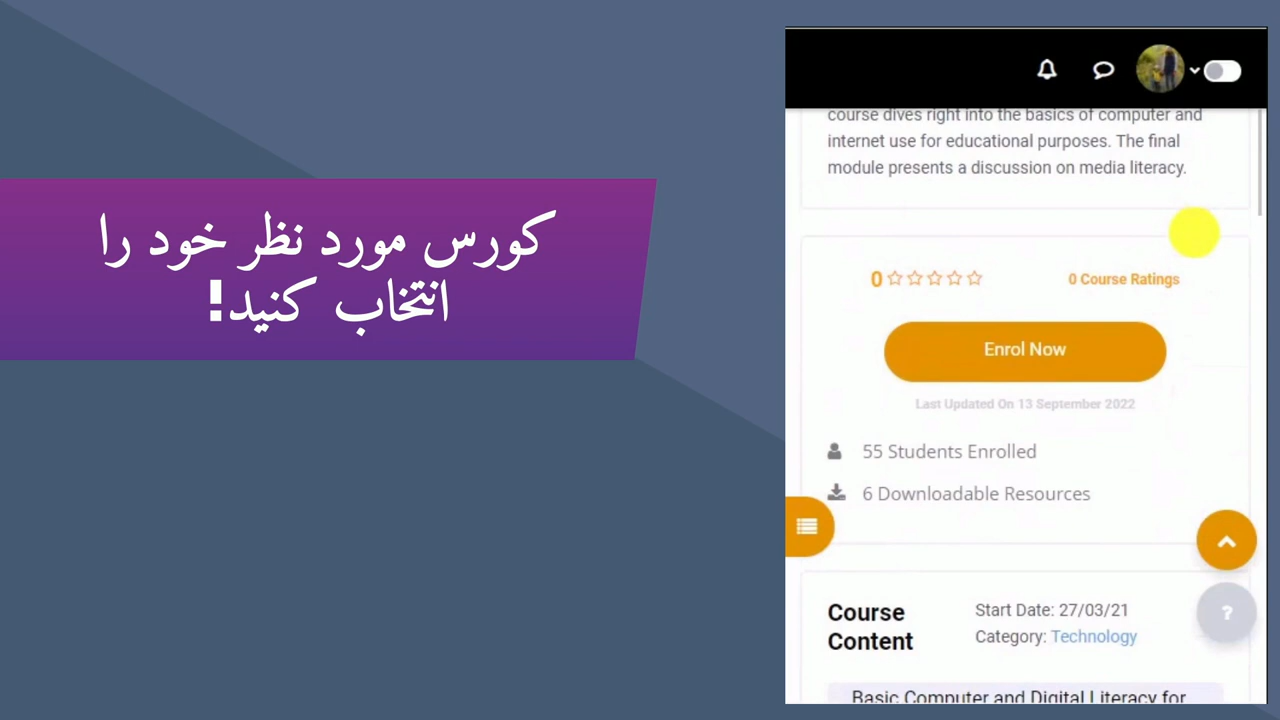 کورس مورد نظر خود را
انتخاب کنید!
course dives right into the basics of computer and
internet use for educational purposes. The final
module presents a discussion on media literacy.
0
0 Course Ratings
Enrol Now
Last Updated On 13 September 2022
55 Students Enrolled
6 Downloadable Resources
Course
Content
Start Date: 27/03/21
Category: Technology
?
Basic Computer and Digital Literacy for